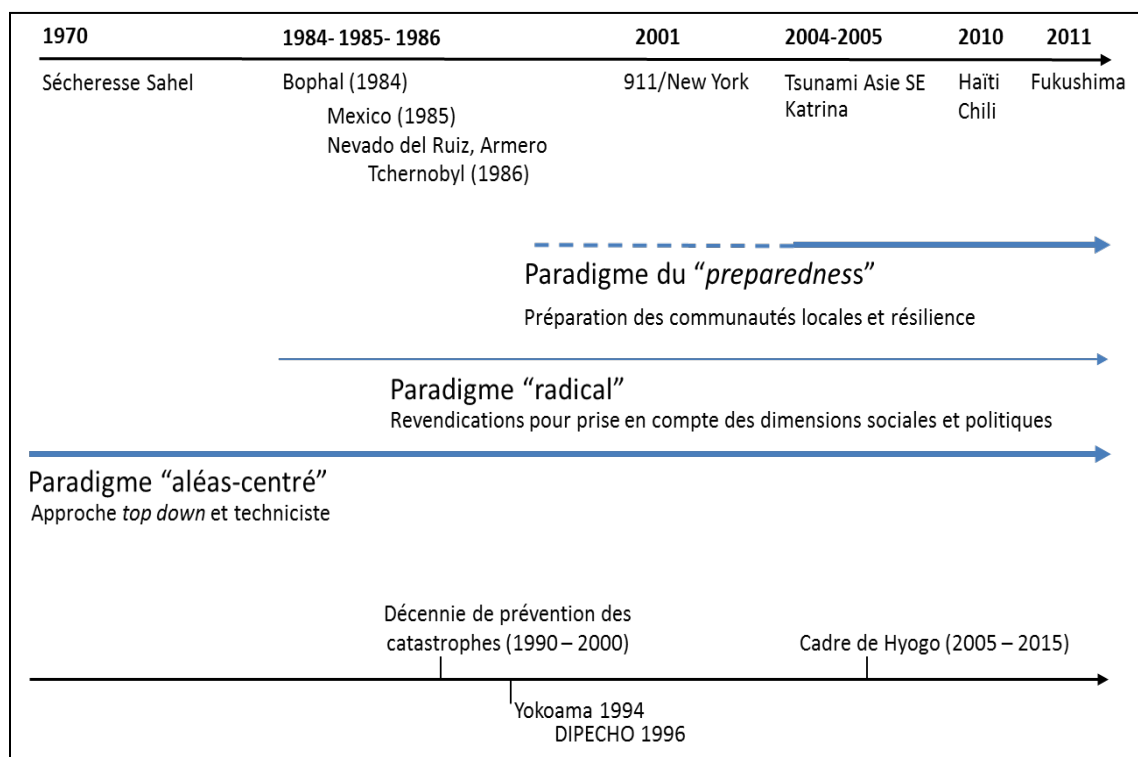 1970 1984- 1985- 1986 2001 2004-2005 2010 2011
Sécheresse Sahel Bophal (1984) 911/New York Tsunami Asie SE Haïti Fukushima
Mexico (1985) Katrina Chili
Nevado del Ruiz, Armero
Tchernobyl (1986)
Paradigme du “preparedness”
Préparation des communautés locales et résilience
Paradigme “radical”
Revendications pour prise en compte des dimensions sociales et politiques
Paradigme “aléas-centré”
Approche top down et techniciste
Décennie de prévention des
catastrophes (1990 – 2000) Cadre de Hyogo (2005 – 2015)
Yokoama 1994
DIPECHO 1996